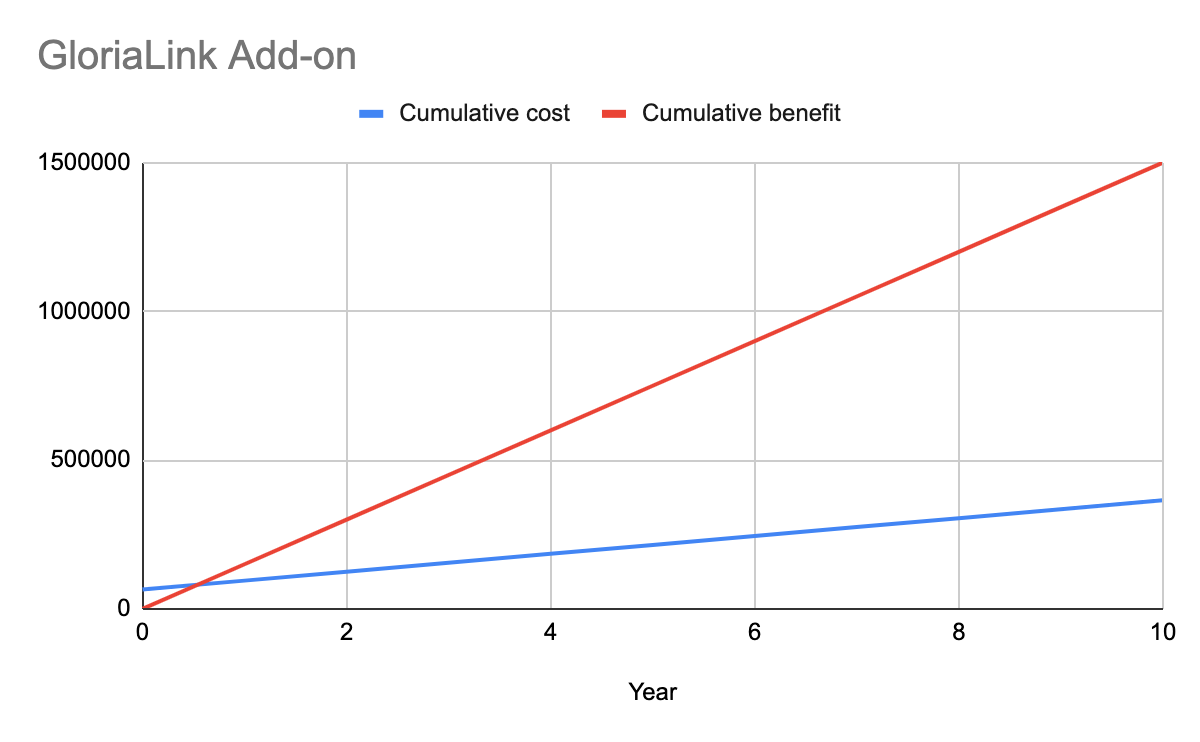 GloriaLink Add-on
Cumulative cost
Cumulative benefit
1500000
1000000
500000
0
0 2 4 6 8 10
Year